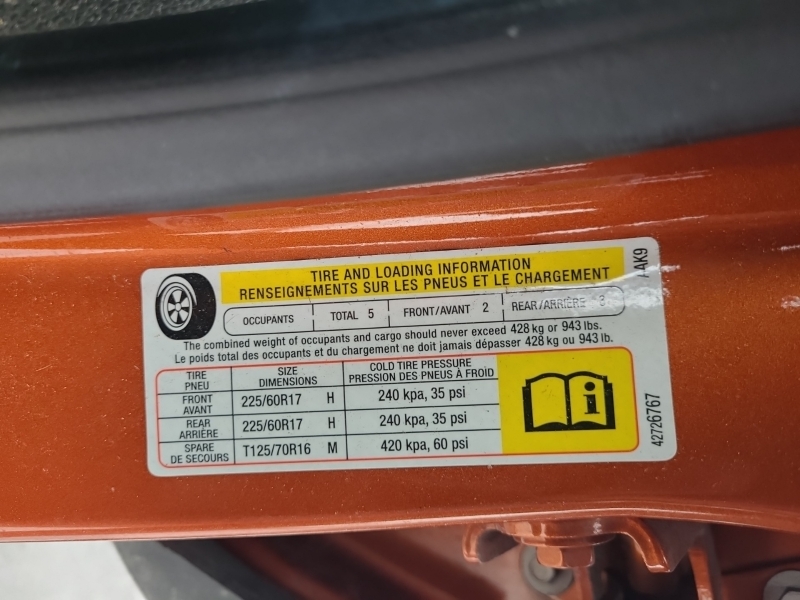 TIRE AND LOADING INFORMATION
RENSEIGNEMENTS SUR LES PNEUS ET LE CHARGEMENT
OCCUPANTS TOTAL 5 FRONT/AVANT 2 REAR/ARRIÈRE 3
The combined weight of occupants and cargo should never exceed 428 kg or 943 lbs.
Le poids total des occupants et du chargement ne doit jamais dépasser 428 kg ou 943 lb.
TIRE
PNEU
SIZE
DIMENSIONS
COLD TIRE PRESSURE
PRESSION DES PNEUS À FROID
FRONT
AVANT
225/60R17 H
240 kpa, 35 psi
REAR
ARRIÈRE
225/60R17 H
240 kpa, 35 psi
SPARE
DE SECOURS
T125/70R16 M
420 kpa, 60 psi
i
42726767